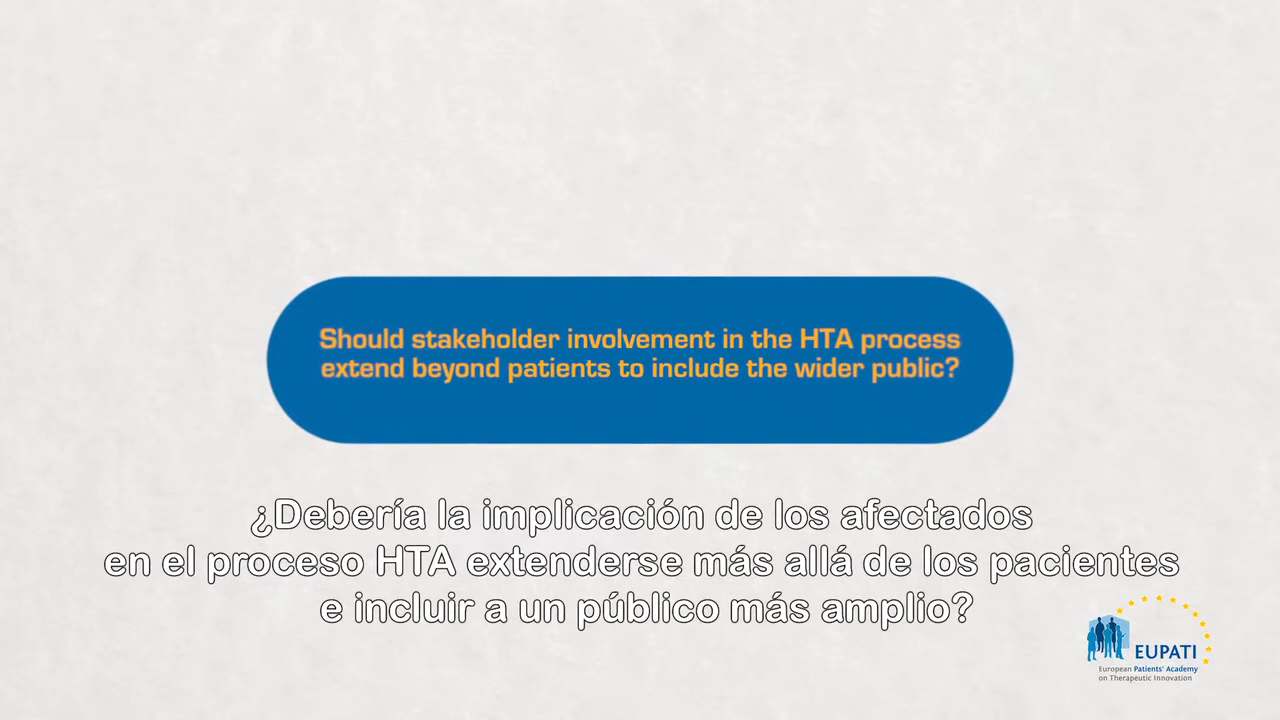 Should stakeholder involvement in the HTA process
extend beyond patients to include the wider public?
¿Debería la implicación de los afectados
en el proceso HTA extenderse más allá de los pacientes
e incluir a un público más amplio?
EUPATI
European Patients' Academy
on Therapeutic Innovation